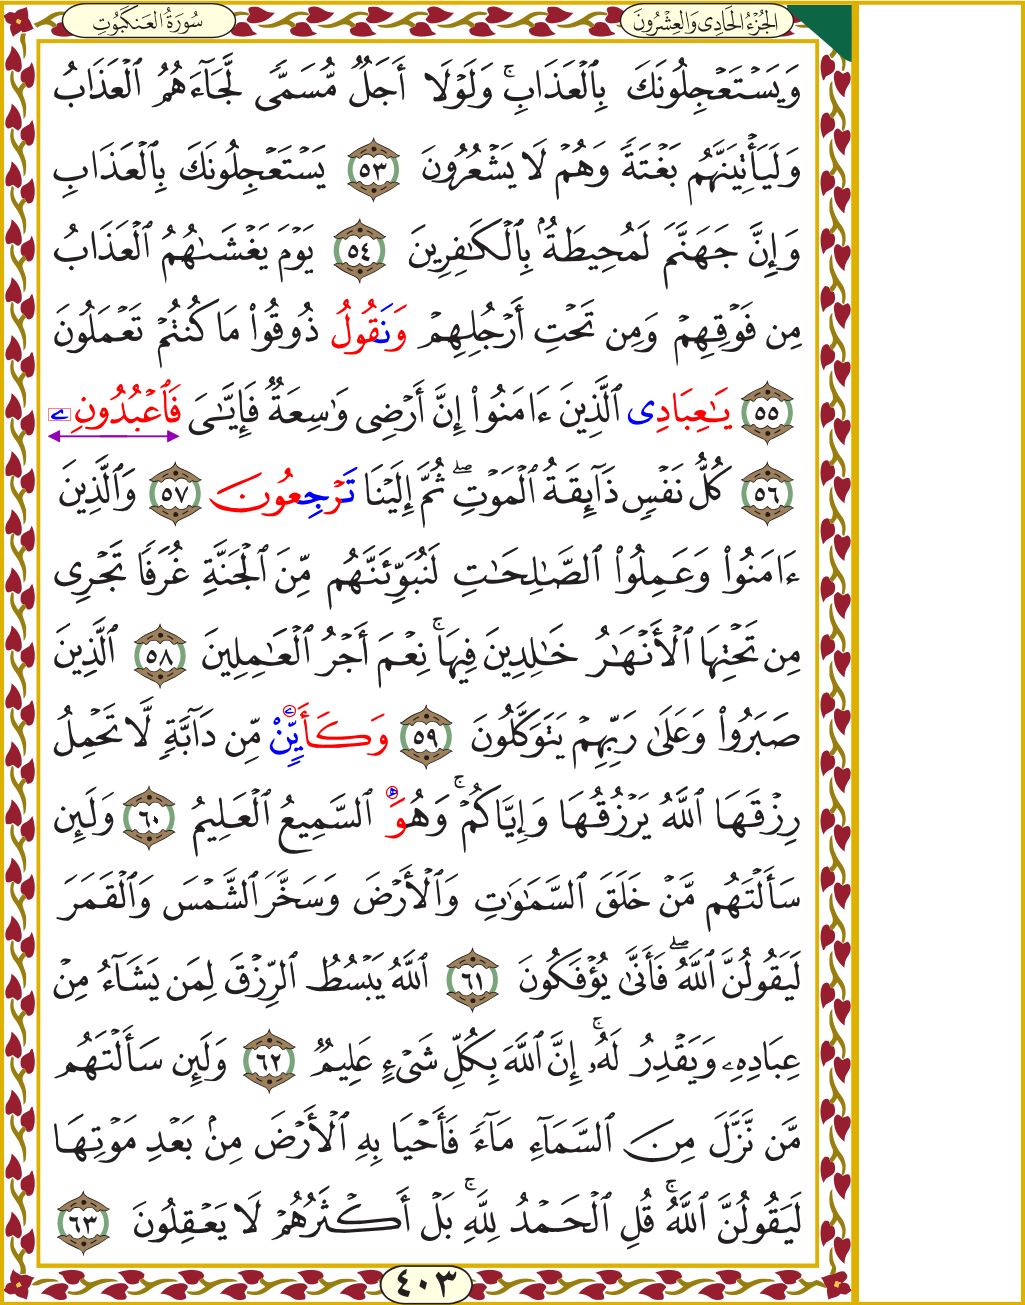 سُورَةُ العَنكَبُوتِ
الجُزْءُ الحَادِى وَالعِشْرُونَ
وَيَسْتَعْجِلُونَكَ بِٱلْعَذَابِۚ وَلَوْلَآ أَجَلٌ مُّسَمًّى لَّجَآءَهُمُ ٱلْعَذَابُ
وَلَيَأْتِيَنَّهُم بَغْتَةً وَهُمْ لَا يَشْعُرُونَ ٥٣ يَسْتَعْجِلُونَكَ بِٱلْعَذَابِ
وَإِنَّ جَهَنَّمَ لَمُحِيطَةٌۢ بِٱلْكَٰفِرِينَ ٥٤ يَوْمَ يَغْشَىٰهُمُ ٱلْعَذَابُ
مِن فَوْقِهِمْ وَمِن تَحْتِ أَرْجُلِهِمْ وَنَقُولُ ذُوقُوا۟ مَا كُنتُمْ تَعْمَلُونَ
٥٥ يَٰعِبَادِى ٱلَّذِينَ ءَامَنُوٓا۟ إِنَّ أَرْضِى وَٰسِعَةٌ فَإِيَّٰىَ فَٱعْبُدُونِۦ
٥٦ كُلُّ نَفْسٍ ذَآئِقَةُ ٱلْمَوْتِۖ ثُمَّ إِلَيْنَا تَرْجِعُونَ ٥٧ وَٱلَّذِينَ
ءَامَنُوا۟ وَعَمِلُوا۟ ٱلصَّٰلِحَٰتِ لَنُبَوِّئَنَّهُم مِّنَ ٱلْجَنَّةِ غُرَفًا تَجْرِى
مِن تَحْتِهَا ٱلْأَنْهَٰرُ خَٰلِدِينَ فِيهَاۚ نِعْمَ أَجْرُ ٱلْعَٰمِلِينَ ٥٨ ٱلَّذِينَ
صَبَرُوا۟ وَعَلَىٰ رَبِّهِمْ يَتَوَكَّلُونَ ٥٩ وَكَأَيِّنْ مِّن دَآبَّةٍ لَّا تَحْمِلُ
رِزْقَهَا ٱللَّهُ يَرْزُقُهَا وَإِيَّاكُمْۚ وَهُوَ ٱلسَّمِيعُ ٱلْعَلِيمُ ٦٠ وَلَئِن
سَأَلْتَهُم مَّنْ خَلَقَ ٱلسَّمَٰوَٰتِ وَٱلْأَرْضَ وَسَخَّرَ ٱلشَّمْسَ وَٱلْقَمَرَ
لَيَقُولُنَّ ٱللَّهُۖ فَأَنَّىٰ يُؤْفَكُونَ ٦١ ٱللَّهُ يَبْسُطُ ٱلرِّزْقَ لِمَن يَشَآءُ مِنْ
عِبَادِهِۦ وَيَقْدِرُ لَهُۥٓۚ إِنَّ ٱللَّهَ بِكُلِّ شَىْءٍ عَلِيمٌ ٦٢ وَلَئِن سَأَلْتَهُم
مَّن نَّزَّلَ مِنَ ٱلسَّمَآءِ مَآءً فَأَحْيَا بِهِ ٱلْأَرْضَ مِنۢ بَعْدِ مَوْتِهَا
لَيَقُولُنَّ ٱللَّهُۚ قُلِ ٱلْحَمْدُ لِلَّهِۚ بَلْ أَكْثَرُهُمْ لَا يَعْقِلُونَ ٦٣
٤٠٣